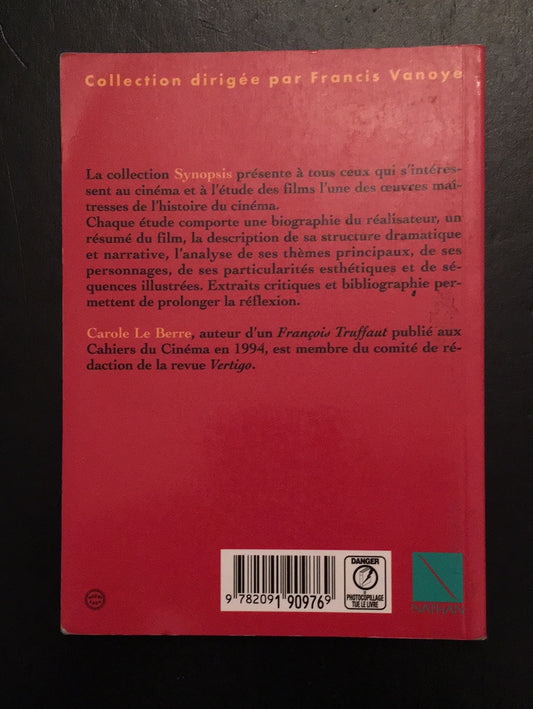 Collection dirigée par Francis Vanoye
La collection Synopsis présente à tous ceux qui s'intéres-
sent au cinéma et à l'étude des films l'une des œuvres maî-
tresses de l'histoire du cinéma.
Chaque étude comporte une biographie du réalisateur, un
résumé du film, la description de sa structure dramatique
et narrative, l'analyse de ses thèmes principaux, de ses
personnages, de ses particularités esthétiques et de sé-
quences illustrées. Extraits critiques et bibliographie per-
mettent de prolonger la réflexion.
Carole Le Berre, auteur d'un François Truffaut publié aux
Cahiers du Cinéma en 1994, est membre du comité de ré-
daction de la revue Vertigo.
9 782091 909769
DANGER
LE
PHOTOCOPILLAGE
TUE LE LIVRE
NATHAN